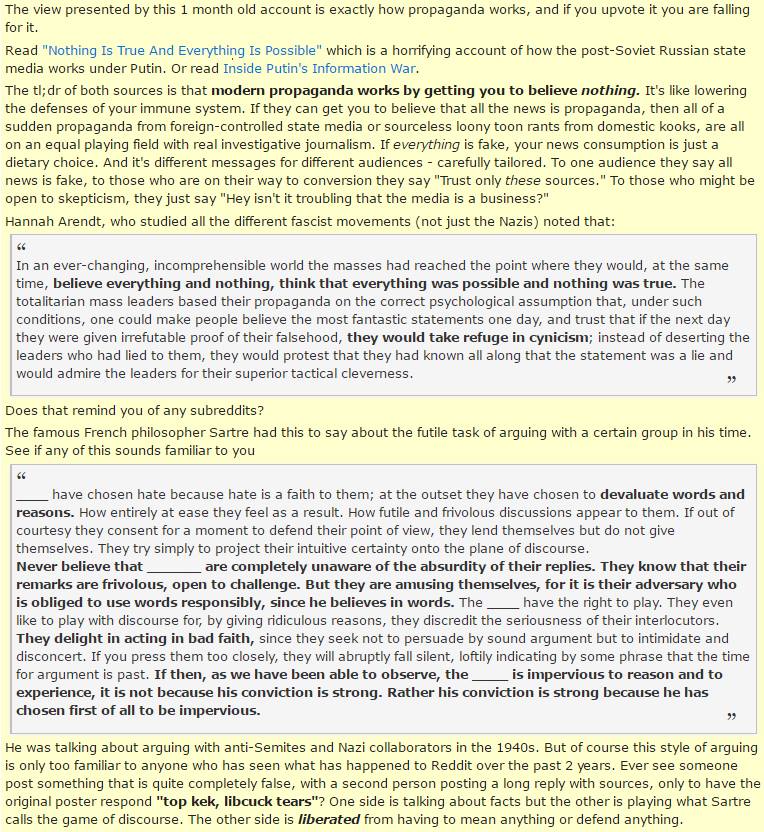 The view presented by this 1 month old account is exactly how propaganda works, and if you upvote it you are falling
for it.
Read "Nothing Is True And Everything Is Possible" which is a horrifying account of how the post-Soviet Russian state
media works under Putin. Or read Inside Putin's Information War.
The tl;dr of both sources is that modern propaganda works by getting you to believe nothing. It's like lowering
the defenses of your immune system. If they can get you to believe that all the news is propaganda, then all of a
sudden propaganda from foreign-controlled state media or sourceless loony toon rants from domestic kooks, are all
on an equal playing field with real investigative journalism. If everything is fake, your news consumption is just a
dietary choice. And it's different messages for different audiences - carefully tailored. To one audience they say all
news is fake, to those who are on their way to conversion they say "Trust only these sources." To those who might be
open to skepticism, they just say "Hey isn't it troubling that the media is a business?"
Hannah Arendt, who studied all the different fascist movements (not just the Nazis) noted that:
“
In an ever-changing, incomprehensible world the masses had reached the point where they would, at the same
time, believe everything and nothing, think that everything was possible and nothing was true. The
totalitarian mass leaders based their propaganda on the correct psychological assumption that, under such
conditions, one could make people believe the most fantastic statements one day, and trust that if the next day
they were given irrefutable proof of their falsehood, they would take refuge in cynicism; instead of deserting the
leaders who had lied to them, they would protest that they had known all along that the statement was a lie and
would admire the leaders for their superior tactical cleverness.
”
Does that remind you of any subreddits?
The famous French philosopher Sartre had this to say about the futile task of arguing with a certain group in his time.
See if any of this sounds familiar to you
“
____ have chosen hate because hate is a faith to them; at the outset they have chosen to devaluate words and
reasons. How entirely at ease they feel as a result. How futile and frivolous discussions appear to them. If out of
courtesy they consent for a moment to defend their point of view, they lend themselves but do not give
themselves. They try simply to project their intuitive certainty onto the plane of discourse.
Never believe that _______ are completely unaware of the absurdity of their replies. They know that their
remarks are frivolous, open to challenge. But they are amusing themselves, for it is their adversary who
is obliged to use words responsibly, since he believes in words. The ____ have the right to play. They even
like to play with discourse for, by giving ridiculous reasons, they discredit the seriousness of their interlocutors.
They delight in acting in bad faith, since they seek not to persuade by sound argument but to intimidate and
disconcert. If you press them too closely, they will abruptly fall silent, loftily indicating by some phrase that the time
for argument is past. If then, as we have been able to observe, the _____ is impervious to reason and to
experience, it is not because his conviction is strong. Rather his conviction is strong because he has
chosen first of all to be impervious.
”
He was talking about arguing with anti-Semites and Nazi collaborators in the 1940s. But of course this style of arguing
is only too familiar to anyone who has seen what has happened to Reddit over the past 2 years. Ever see someone
post something that is quite completely false, with a second person posting a long reply with sources, only to have the
original poster respond "top kek, libcuck tears"? One side is talking about facts but the other is playing what Sartre
calls the game of discourse. The other side is liberated from having to mean anything or defend anything.